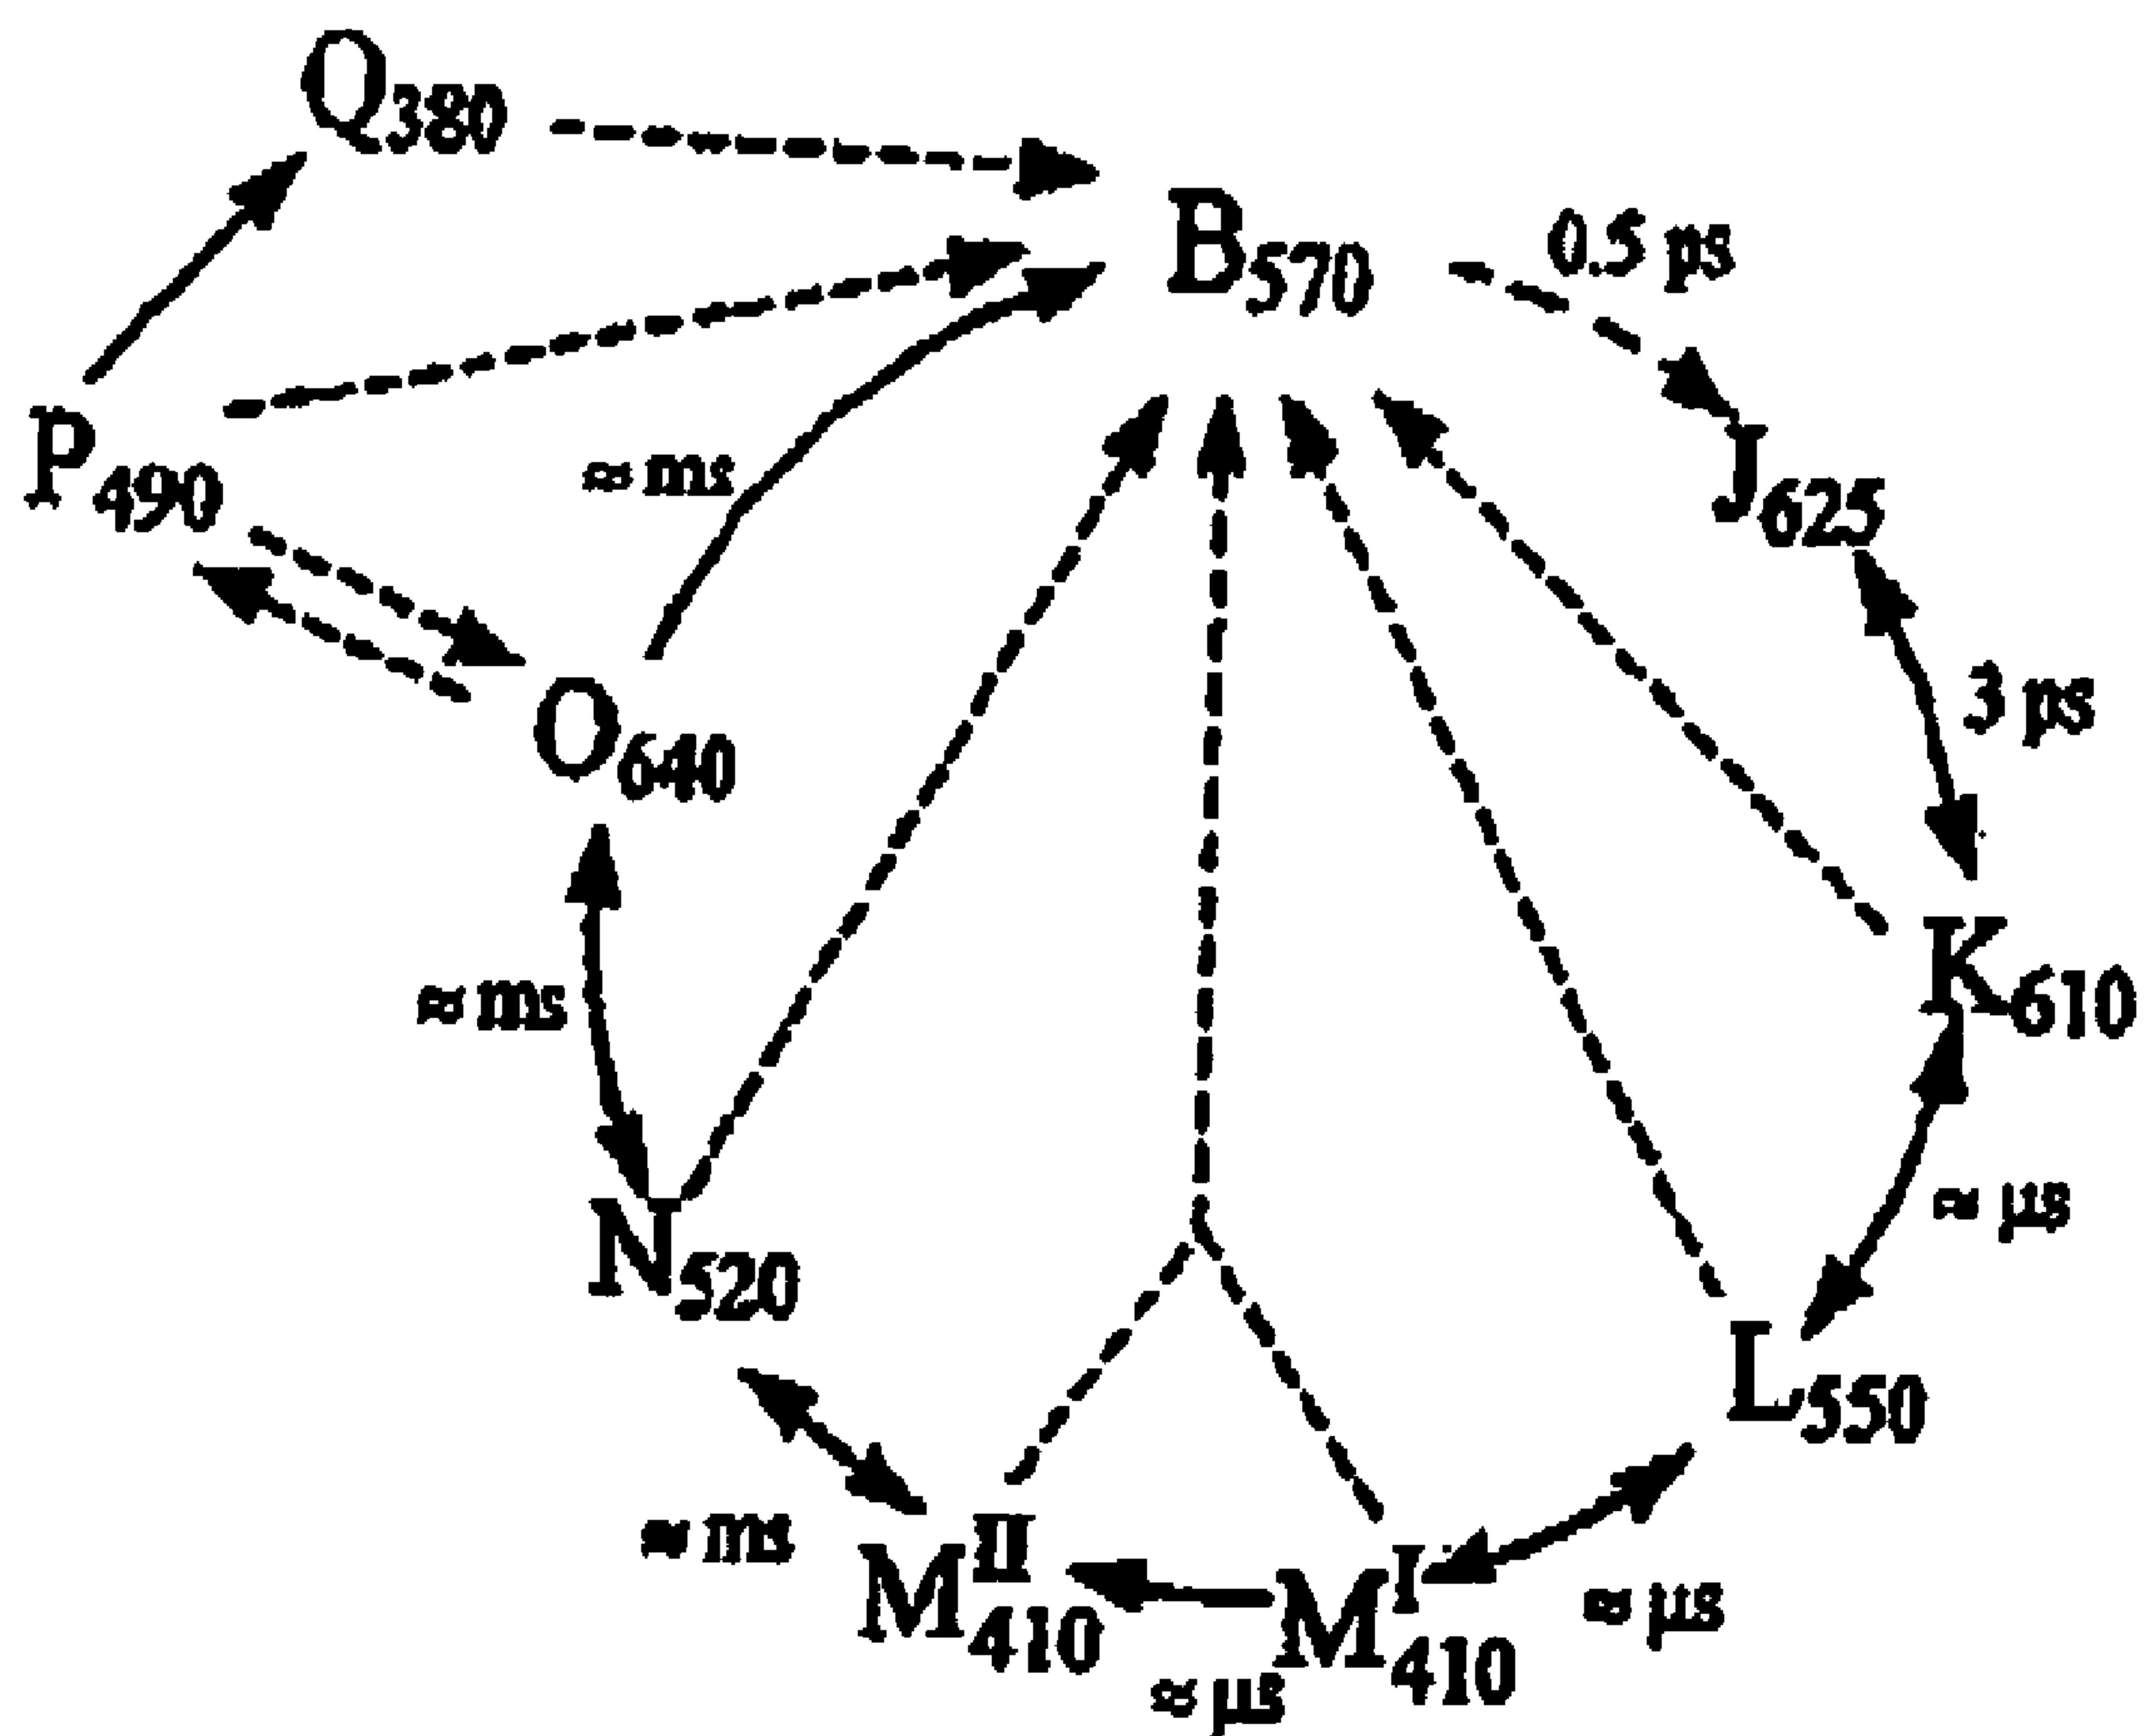 Q380
B570
0.5 ps
P490
≈ ms
J625
O640
3 ps
K610
≈ ms
≈ μs
N520
L550
≈ ms
M^II_410
M^I_410
≈ μs
≈ μs